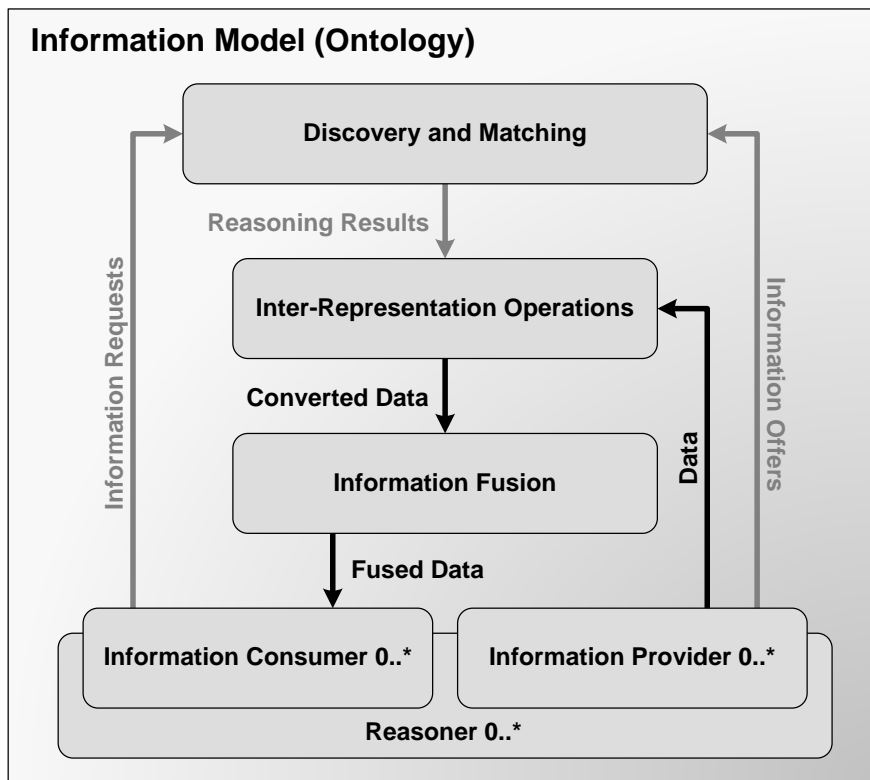 Information Model (Ontology)
Discovery and Matching
Reasoning Results
Information Requests
Inter-Representation Operations
Information Offers
Converted Data
Data
Information Fusion
Fused Data
Information Consumer 0..*
Information Provider 0..*
Reasoner 0..*